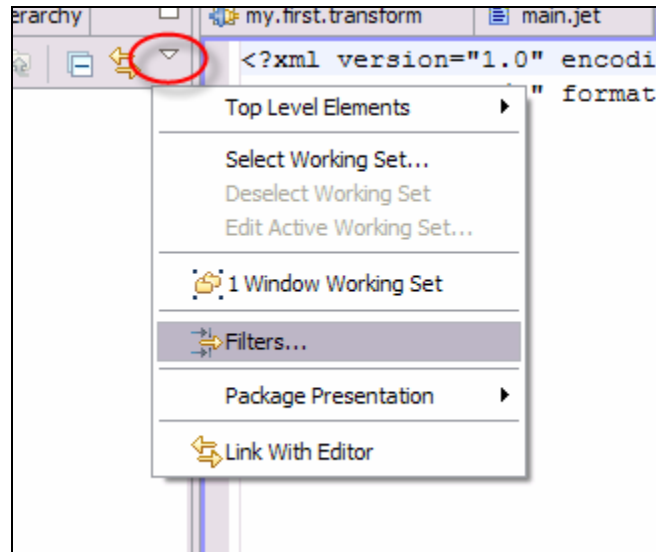 erarchy my.first.transform main.jet
<?xml version="1.0" encodi
" format
Top Level Elements
Select Working Set...
Deselect Working Set
Edit Active Working Set...
1 Window Working Set
Filters...
Package Presentation
Link With Editor